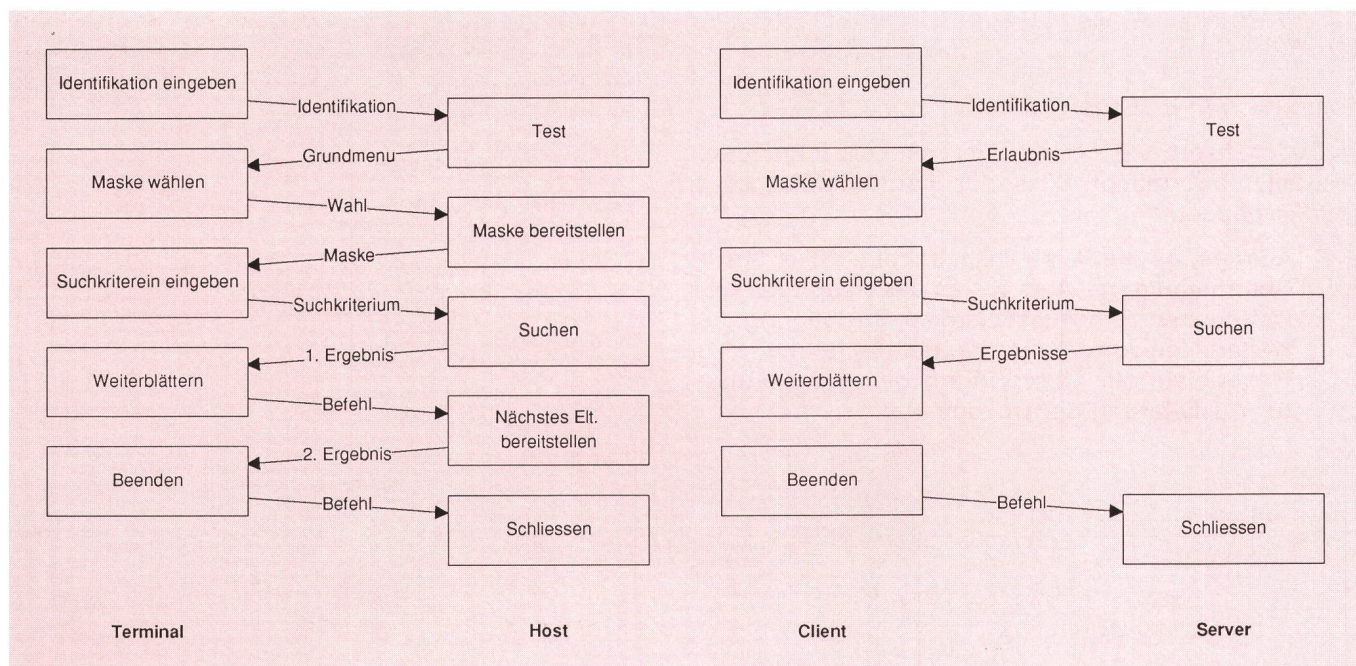 Identifikation eingeben
Identifikation
Test
Grundmenu
Maske wählen
Wahl
Maske bereitstellen
Maske
Suchkriterein eingeben
Suchkriterium
Suchen
1. Ergebnis
Weiterblättern
Befehl
Nächstes Elt.
bereitstellen
2. Ergebnis
Beenden
Befehl
Schliessen
Terminal
Host
Identifikation eingeben
Identifikation
Test
Erlaubnis
Maske wählen
Suchkriterein eingeben
Suchkriterium
Suchen
Ergebnisse
Weiterblättern
Beenden
Befehl
Schliessen
Client
Server